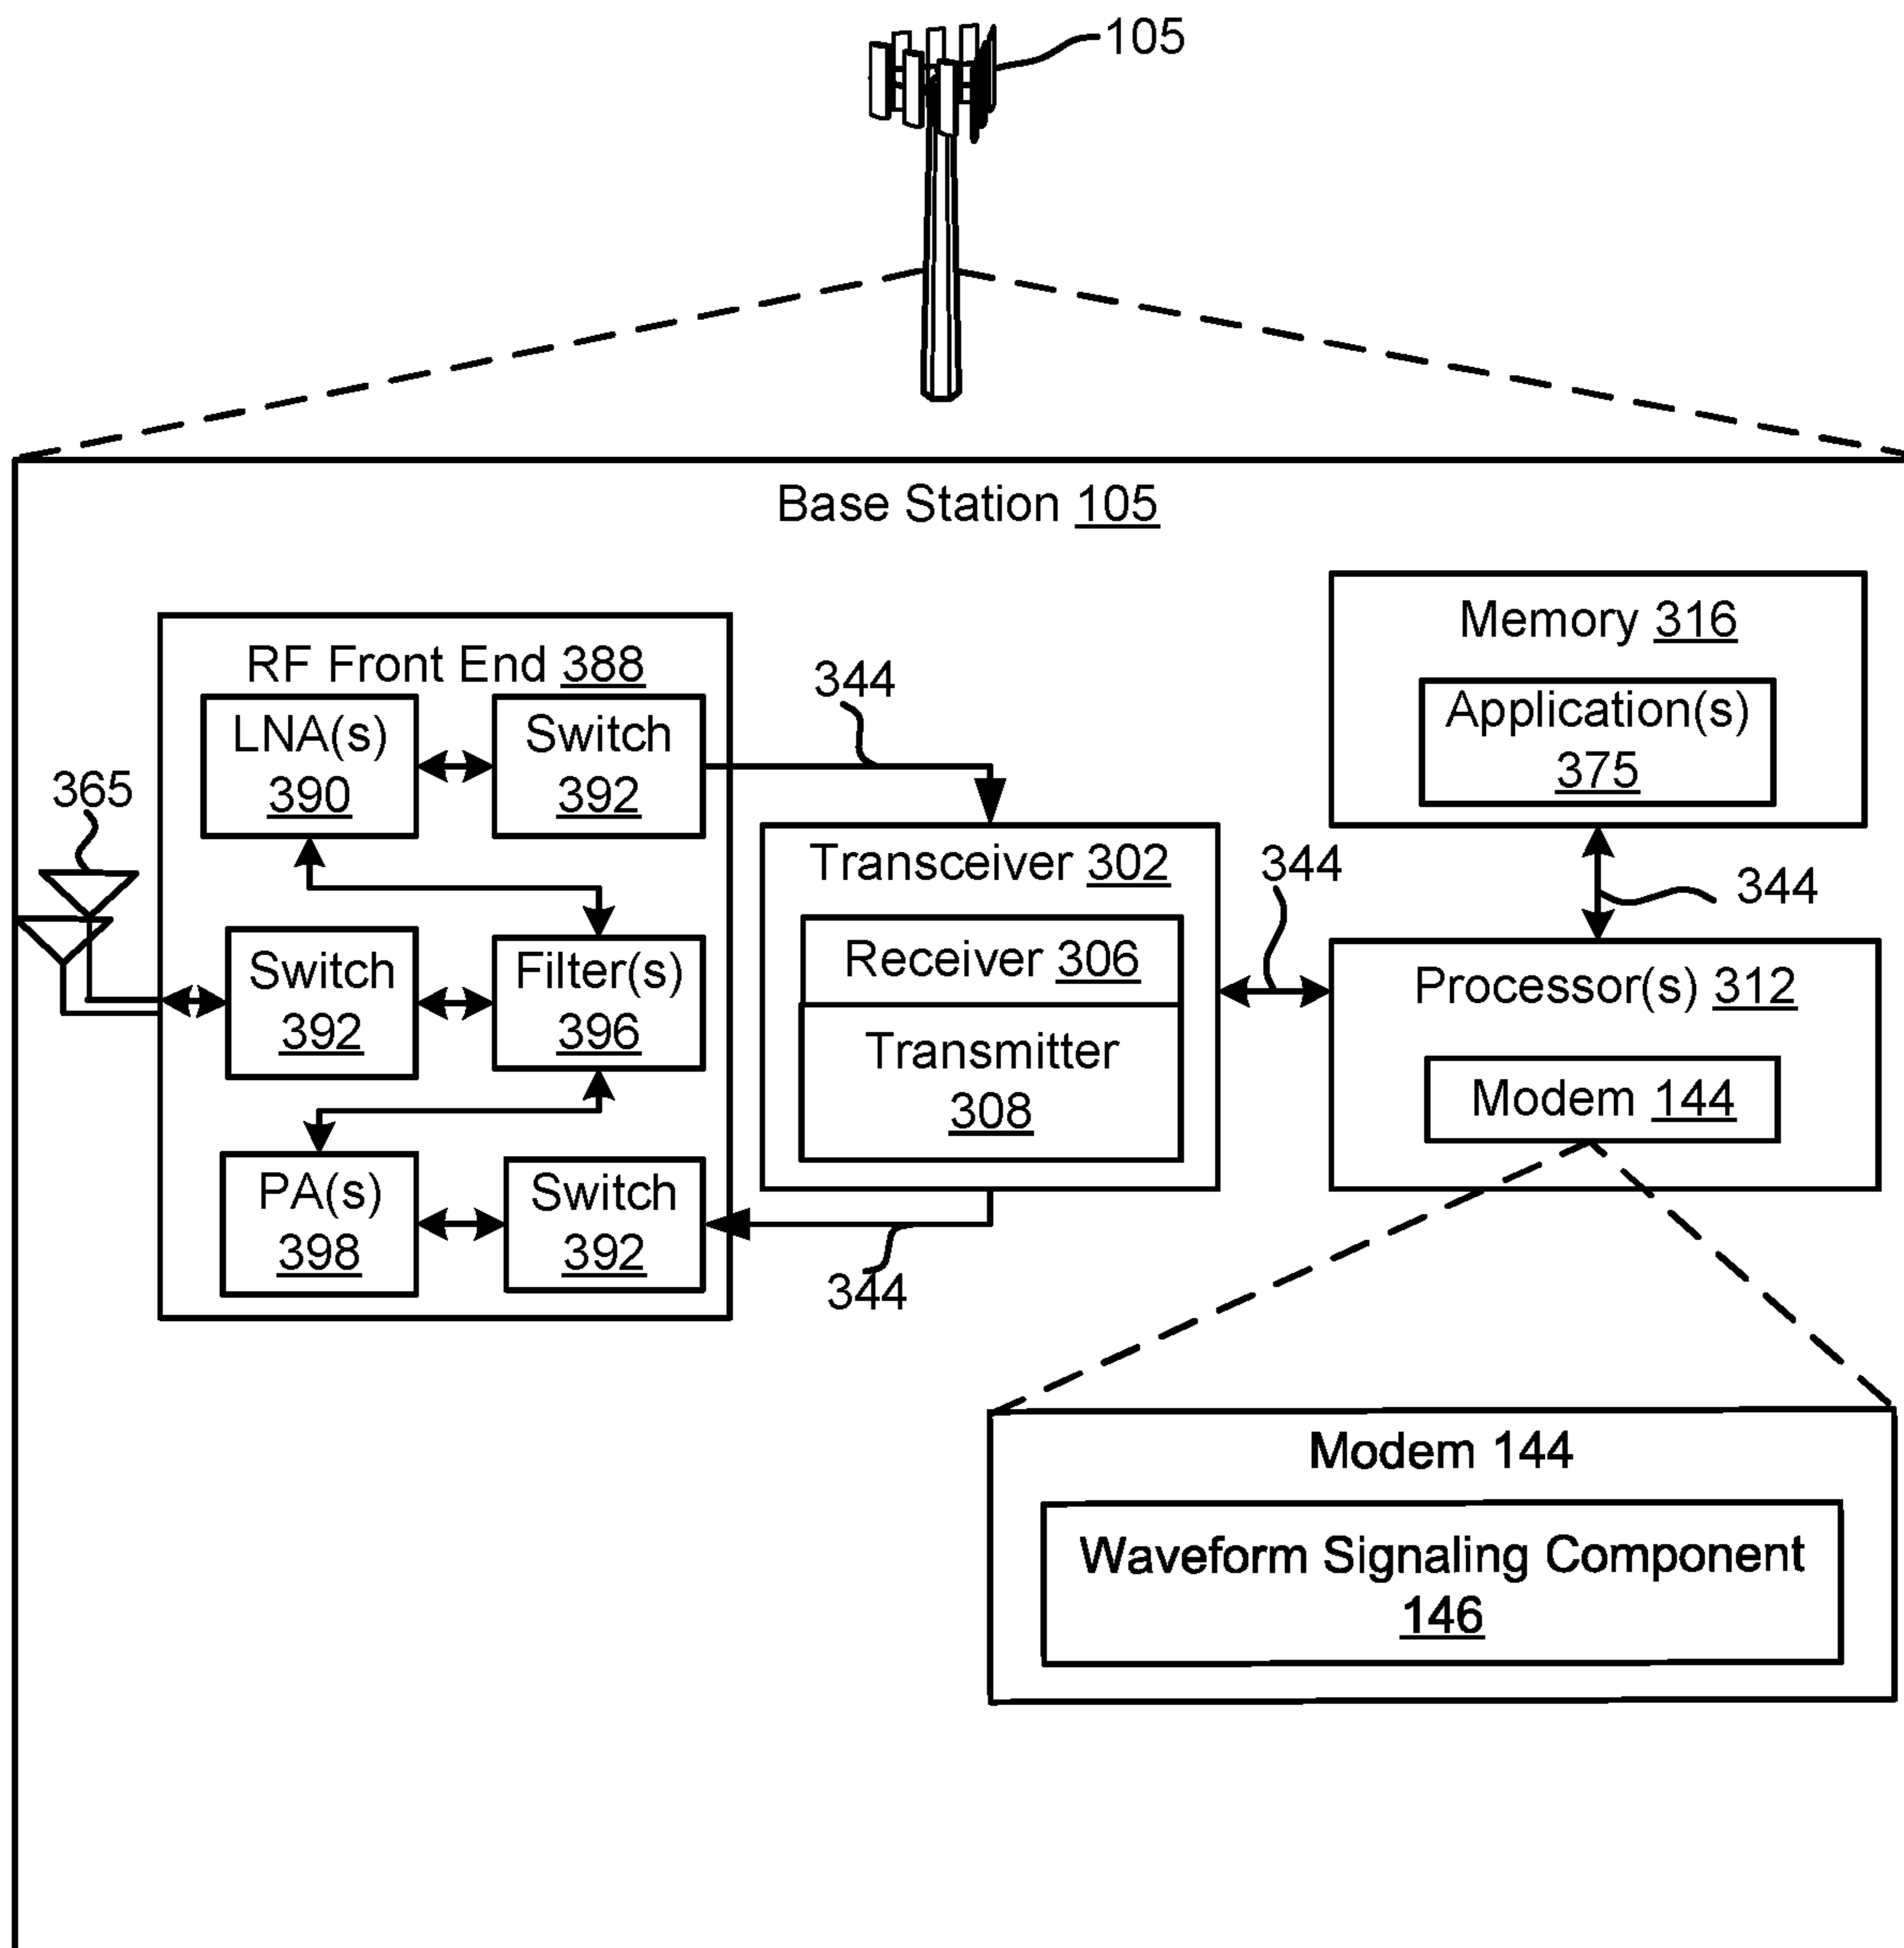 105
Base Station 105
Memory 316
Application(s)
375
RF Front End 388
LNA(s)
390
Switch
392
344
365
Transceiver 302
Receiver 306
Transmitter
308
344
344
Switch
392
Filter(s)
396
Processor(s) 312
Modem 144
PA(s)
398
Switch
392
344
Modem 144
Waveform Signaling Component
146